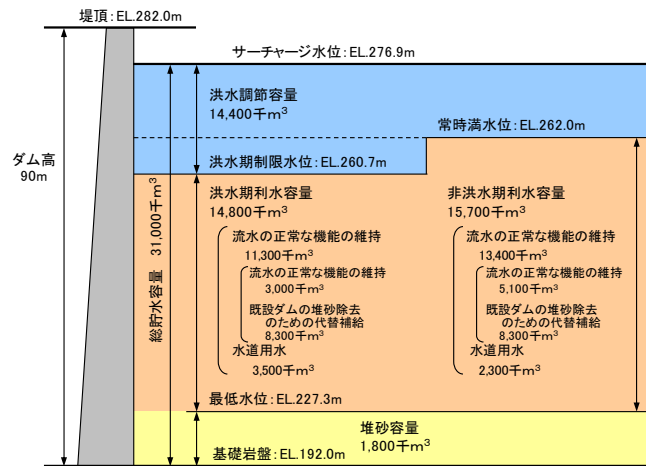 堤頂：EL.282.0m
サーチャージ水位：EL.276.9m
洪水調節容量
14,400千m³
常時満水位：EL.262.0m
ダム高
90m
洪水期制限水位：EL.260.7m
総貯水容量 31,000千m³
洪水期利水容量
14,800千m³
流水の正常な機能の維持
11,300千m³
流水の正常な機能の維持
3,000千m³
既設ダムの堆砂除去
のための代替補給
8,300千m³
水道用水
3,500千m³
非洪水期利水容量
15,700千m³
流水の正常な機能の維持
13,400千m³
流水の正常な機能の維持
5,100千m³
既設ダムの堆砂除去
のための代替補給
8,300千m³
水道用水
2,300千m³
最低水位：EL.227.3m
堆砂容量
1,800千m³
基礎岩盤：EL.192.0m